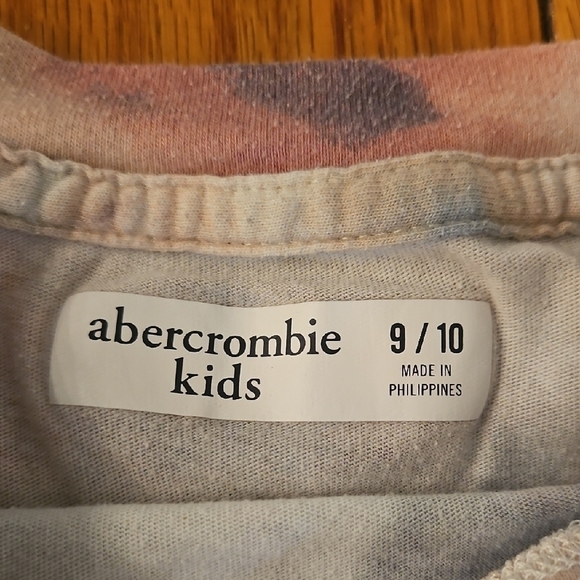 abercrombie
kids
9 / 10
MADE IN
PHILIPPINES